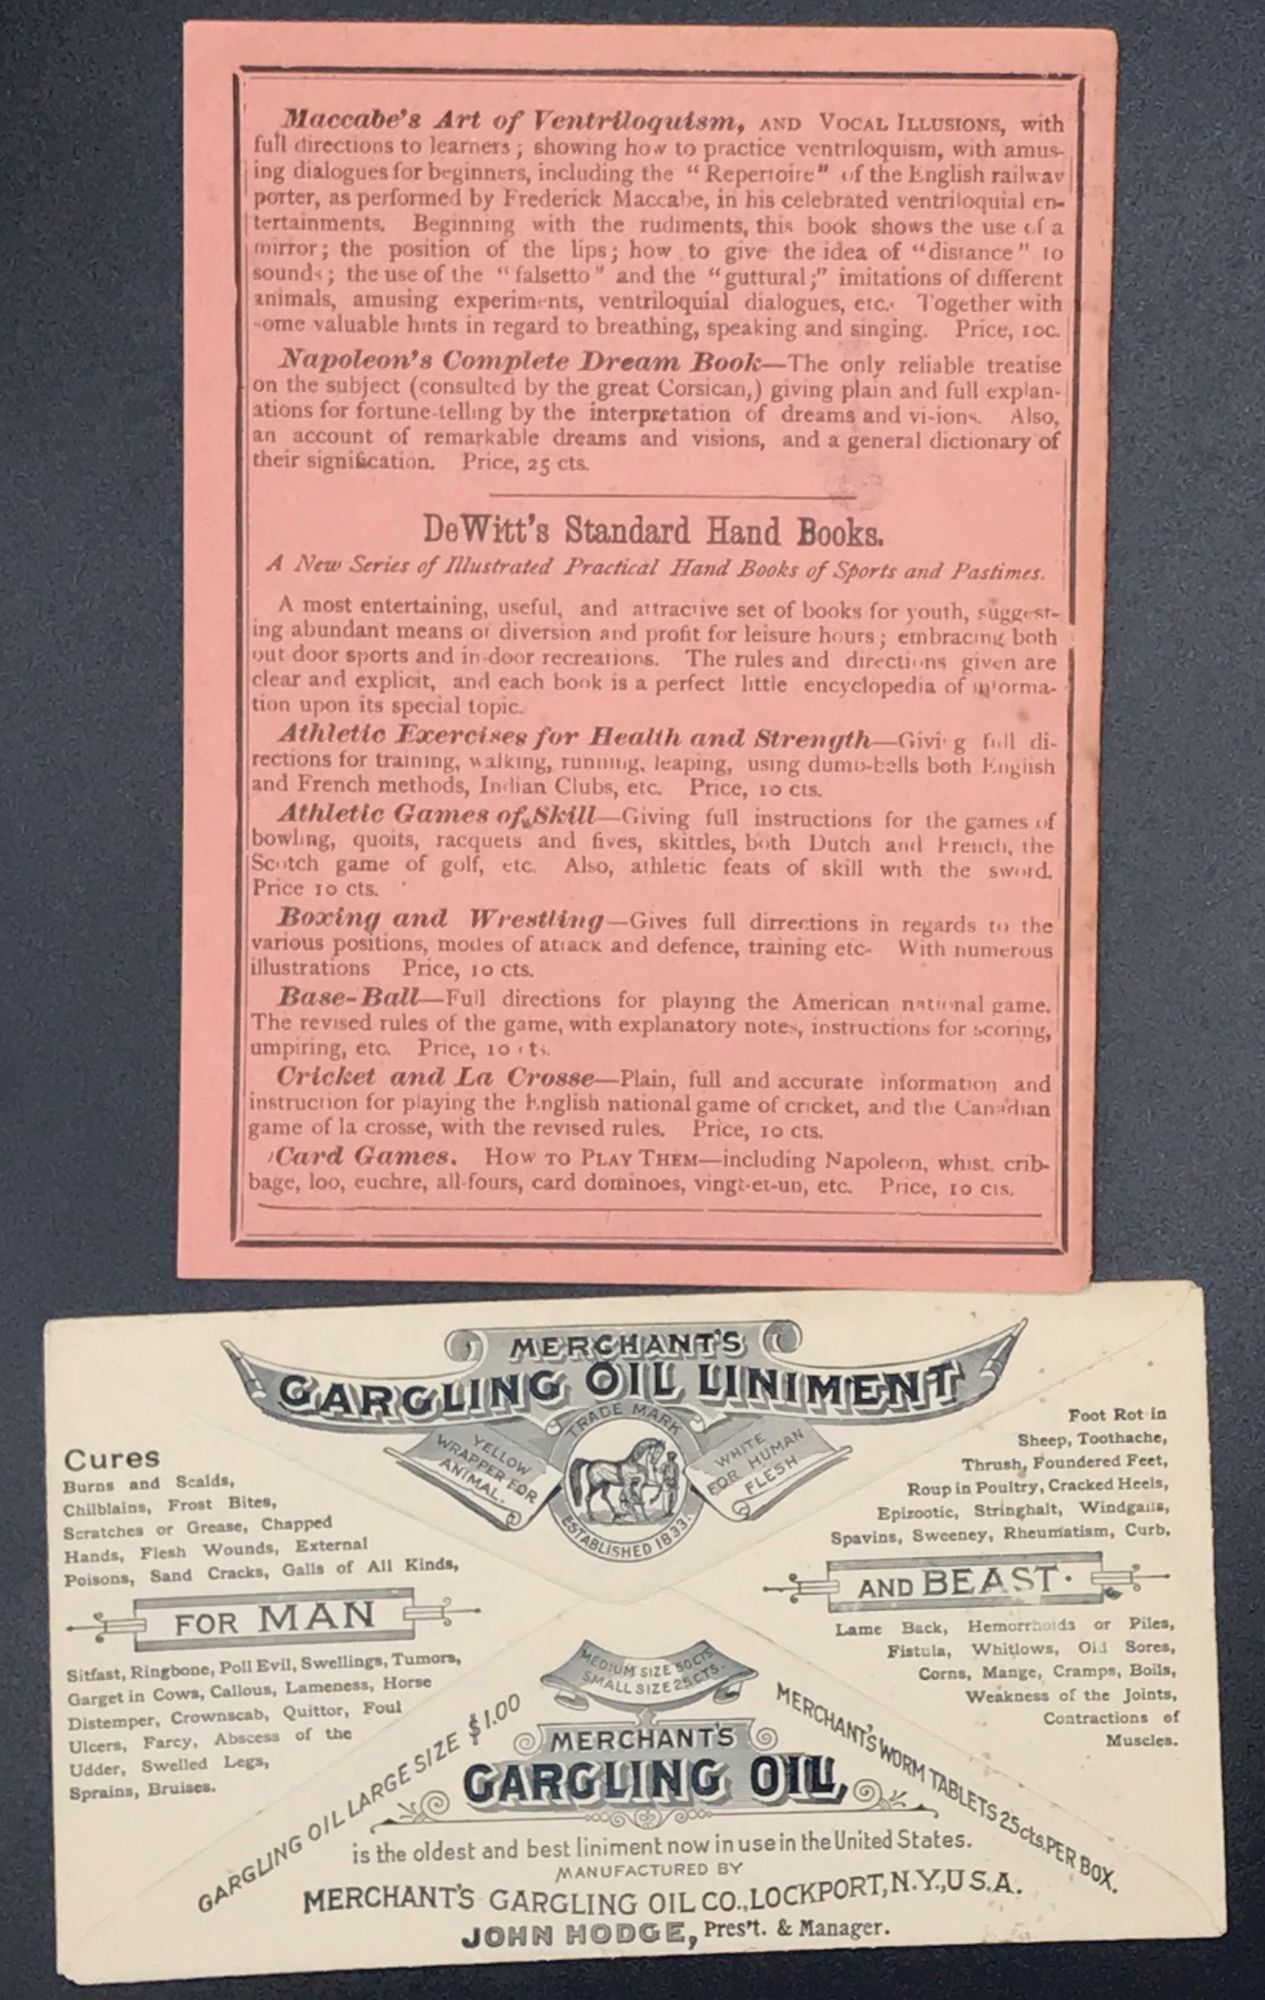 Maccabe's Art of Ventriloquism, AND VOCAL ILLUSIONS, with
full directions to learners ; showing how to practice ventriloquism, with amus-
ing dialogues for beginners, including the "Repertoire" of the English railway
porter, as performed by Frederick Maccabe, in his celebrated ventriloquial en-
tertainments. Beginning with the rudiments, this book shows the use of a
mirror; the position of the lips; how to give the idea of "distance" to
sounds; the use of the "falsetto" and the "guttural;" imitations of different
animals, amusing experiments, ventriloquial dialogues, etc. Together with
some valuable hints in regard to breathing, speaking and singing. Price, 10c.
Napoleon's Complete Dream Book—The only reliable treatise
on the subject (consulted by the great Corsican,) giving plain and full explan-
ations for fortune-telling by the interpretation of dreams and visions. Also,
an account of remarkable dreams and visions, and a general dictionary of
their signification. Price, 25 cts.
DeWitt's Standard Hand Books.
A New Series of Illustrated Practical Hand Books of Sports and Pastimes.
A most entertaining, useful, and attractive set of books for youth, suggest-
ing abundant means of diversion and profit for leisure hours ; embracing both
out door sports and in-door recreations. The rules and directions given are
clear and explicit, and each book is a perfect little encyclopedia of informa-
tion upon its special topic.
Athletic Exercises for Health and Strength—Giving full di-
rections for training, walking, running, leaping, using dumb-bells both English
and French methods, Indian Clubs, etc. Price, 10 cts.
Athletic Games of Skill—Giving full instructions for the games of
bowling, quoits, racquets and fives, skittles, both Dutch and French, the
Scotch game of golf, etc. Also, athletic feats of skill with the sword.
Price 10 cts.
Boxing and Wrestling—Gives full dirrections in regards to the
various positions, modes of attack and defence, training etc. With numerous
illustrations Price, 10 cts.
Base-Ball—Full directions for playing the American national game.
The revised rules of the game, with explanatory notes, instructions for scoring,
umpiring, etc. Price, 10 cts.
Cricket and La Crosse—Plain, full and accurate information and
instruction for playing the English national game of cricket, and the Canadian
game of la crosse, with the revised rules. Price, 10 cts.
Card Games. HOW TO PLAY THEM—including Napoleon, whist, crib-
bage, loo, euchre, all-fours, card dominoes, vingt-et-un, etc. Price, 10 cts.
MERCHANT'S
GARGLING OIL LINIMENT
TRADE MARK
YELLOW
WRAPPER FOR
ANIMAL.
WHITE
FOR HUMAN
FLESH
ESTABLISHED 1833.
Cures
Burns and Scalds,
Chilblains, Frost Bites,
Scratches or Grease, Chapped
Hands, Flesh Wounds, External
Poisons, Sand Cracks, Galls of All Kinds,
FOR MAN
Sitfast, Ringbone, Poll Evil, Swellings, Tumors,
Garget in Cows, Callous, Lameness, Horse
Distemper, Crownscab, Quittor, Foul
Ulcers, Farcy, Abscess of the
Udder, Swelled Legs,
Sprains, Bruises.
Foot Rot in
Sheep, Toothache,
Thrush, Foundered Feet,
Roup in Poultry, Cracked Heels,
Epizootic, Stringhalt, Windgalls,
Spavins, Sweeney, Rheumatism, Curb,
AND BEAST.
Lame Back, Hemorrhoids or Piles,
Fistula, Whitlows, Old Sores,
Corns, Mange, Cramps, Boils,
Weakness of the Joints,
Contractions of
Muscles.
MEDIUM SIZE 50 CTS.
SMALL SIZE 25 CTS.
GARGLING OIL LARGE SIZE $1.00
MERCHANT'S WORM TABLETS 25 cts. PER BOX.
MERCHANT'S
GARGLING OIL,
is the oldest and best liniment now in use in the United States.
MANUFACTURED BY
MERCHANT'S GARGLING OIL CO., LOCKPORT, N.Y., U.S.A.
JOHN HODGE, Pres't. & Manager.